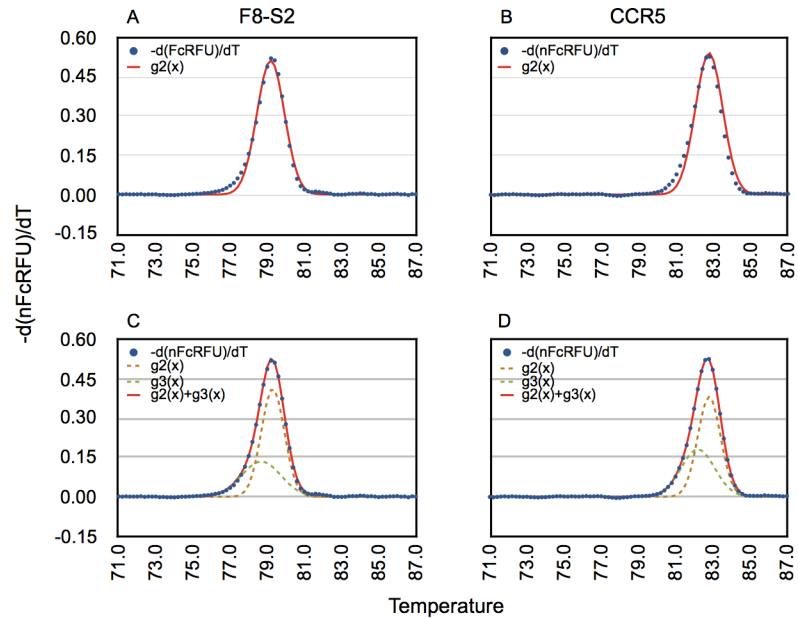 A F8-S2
B CCR5
0.60
0.45
0.30
0.15
0.00
-0.15
-d(FcRFU)/dT
g2(x)
71.0 73.0 75.0 77.0 79.0 81.0 83.0 85.0 87.0
-d(nFcRFU)/dT
g2(x)
71.0 73.0 75.0 77.0 79.0 81.0 83.0 85.0 87.0
-d(nFcRFU)/dT
C
0.60
0.45
0.30
0.15
0.00
-0.15
-d(nFcRFU)/dT
g2(x)
g3(x)
g2(x)+g3(x)
71.0 73.0 75.0 77.0 79.0 81.0 83.0 85.0 87.0
D
-d(nFcRFU)/dT
g2(x)
g3(x)
g2(x)+g3(x)
71.0 73.0 75.0 77.0 79.0 81.0 83.0 85.0 87.0
Temperature